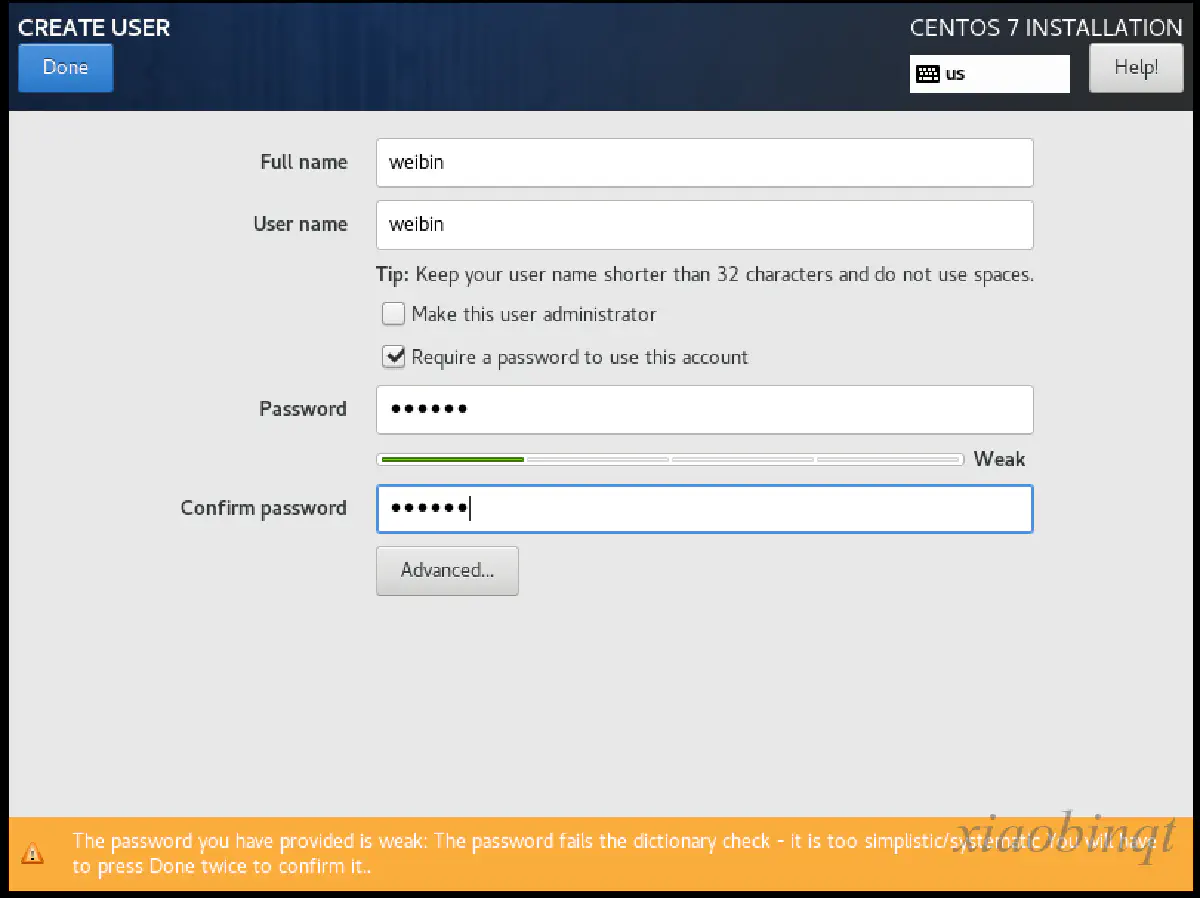 CREATE USER
CENTOS 7 INSTALLATION
Done
us
Help!
Full name
weibin
User name
weibin
Tip: Keep your user name shorter than 32 characters and do not use spaces.
Make this user administrator
Require a password to use this account
Password
••••••
Weak
Confirm password
••••••
Advanced...
The password you have provided is weak: The password fails the dictionary check - it is too simplistic/systematic You will have
to press Done twice to confirm it..
xiaobinqt